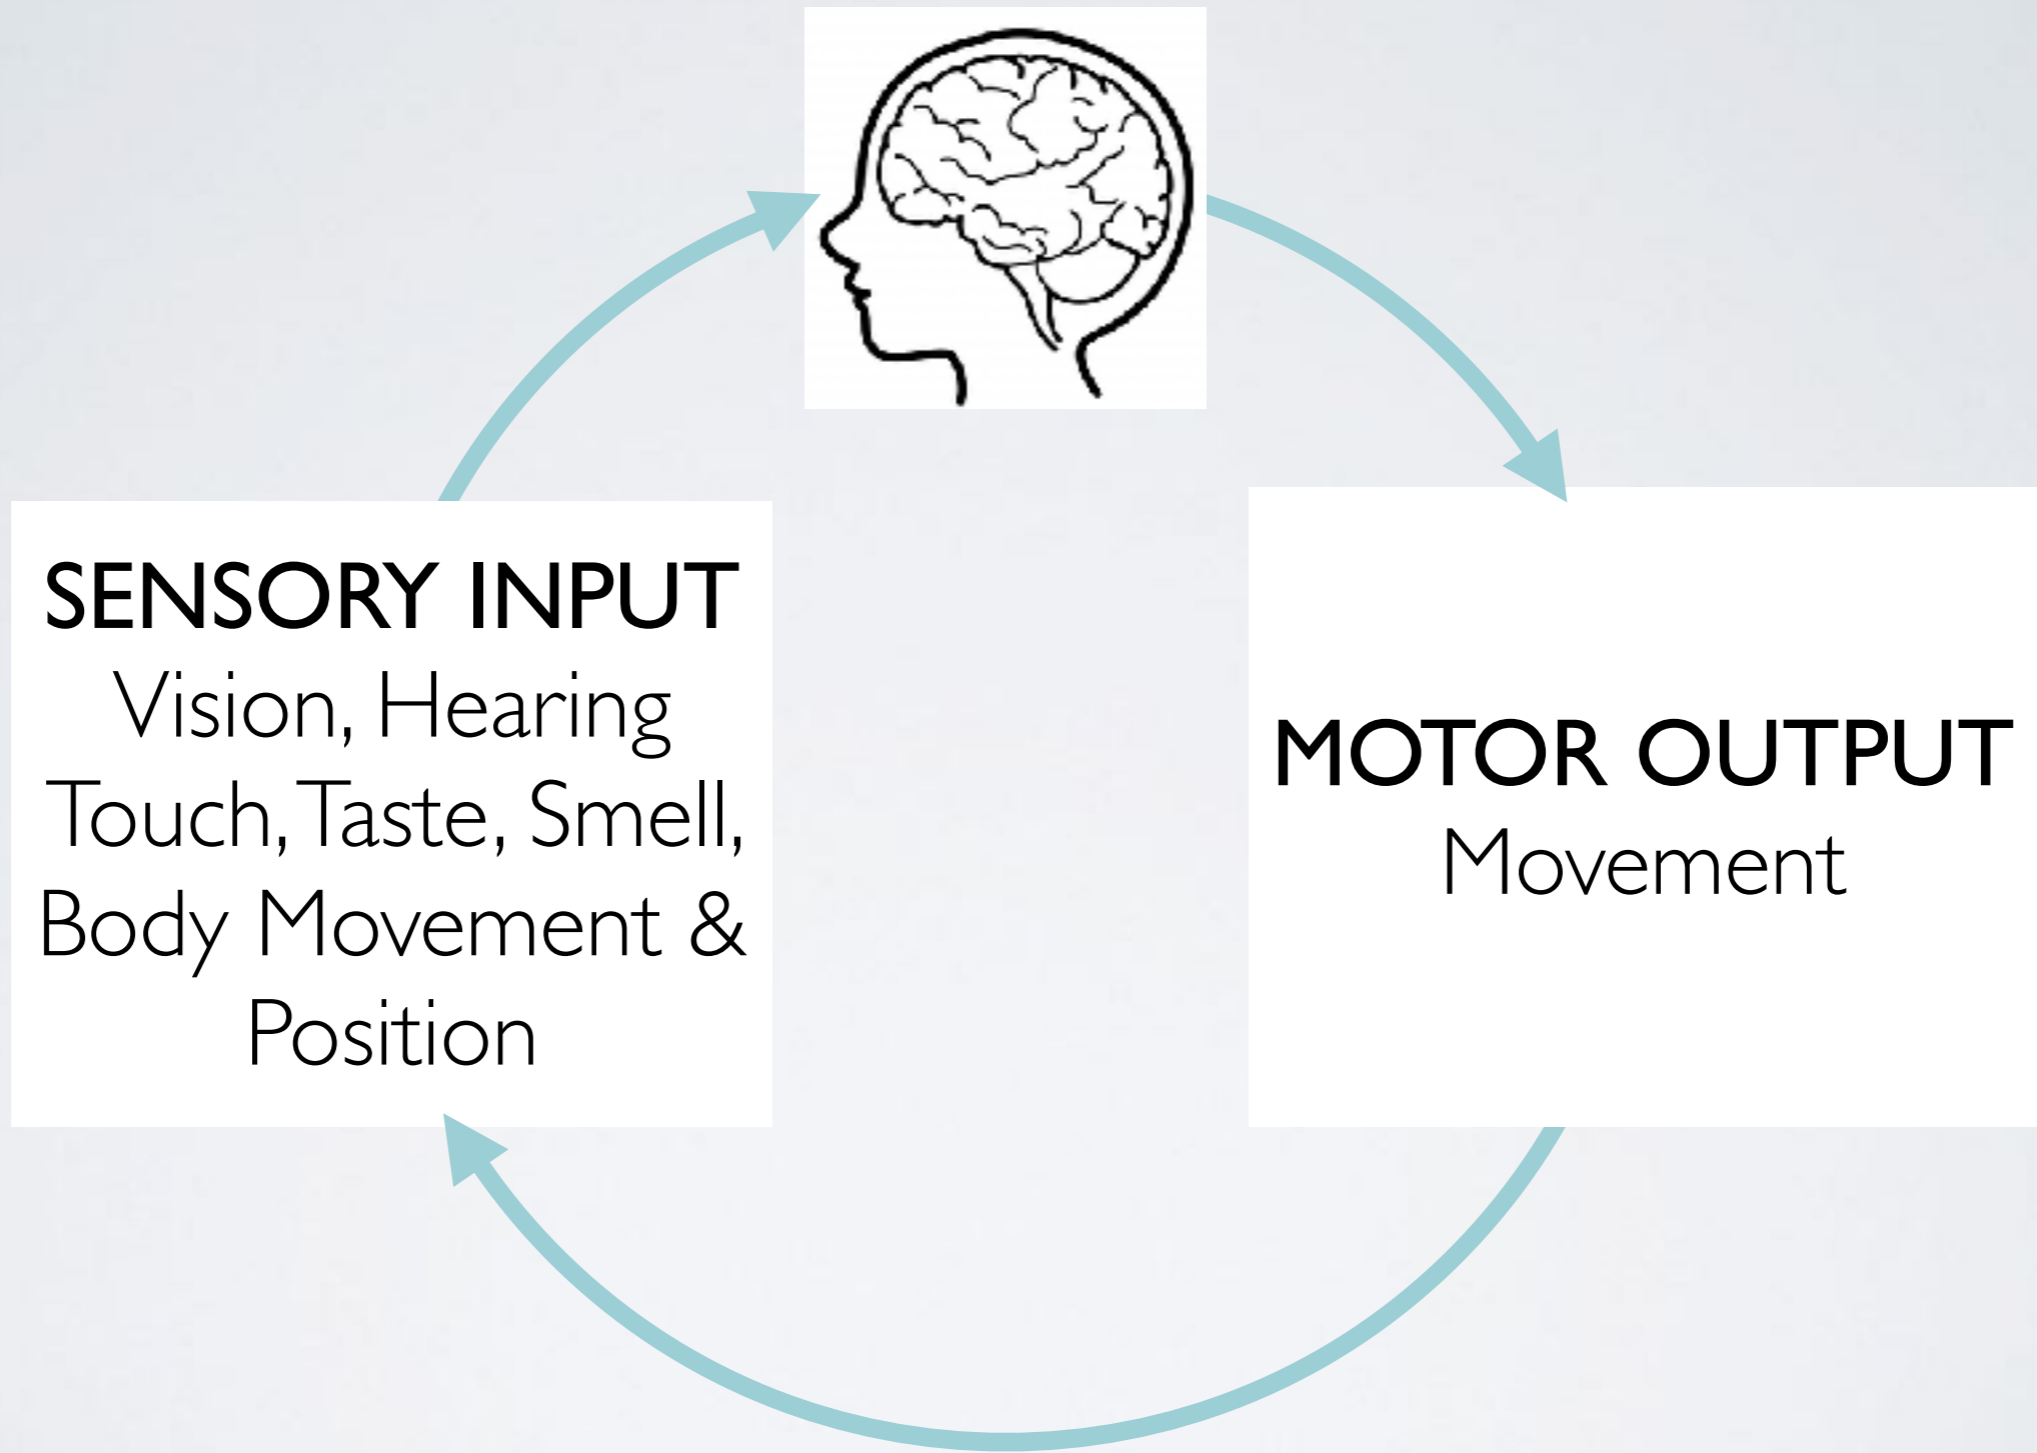 SENSORY INPUT
Vision, Hearing
Touch, Taste, Smell,
Body Movement &
Position
MOTOR OUTPUT
Movement